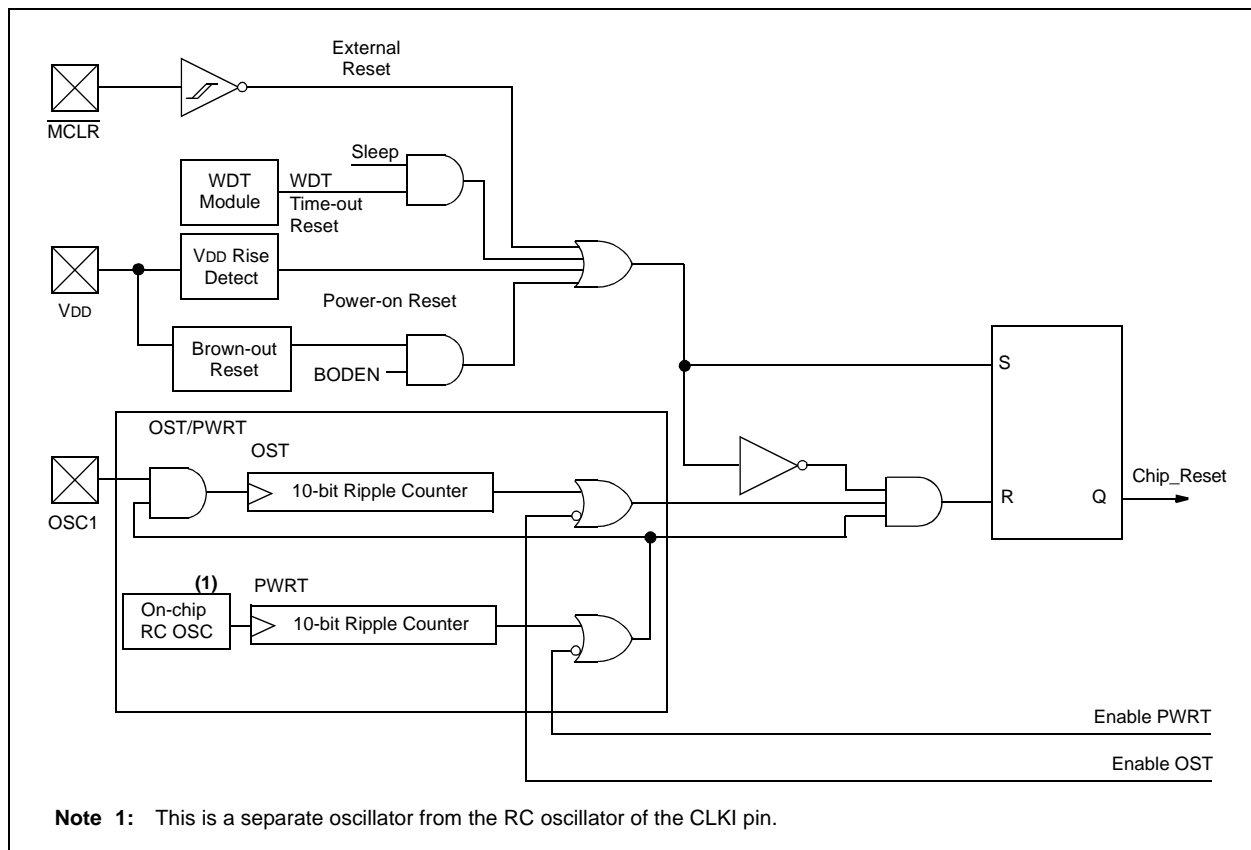 External
Reset
MCLR
Sleep
WDT
Module
WDT
Time-out
Reset
VDD
VDD Rise
Detect
Power-on Reset
Brown-out
Reset
BODEN
S
R
Q
Chip_Reset
OST/PWRT
OST
10-bit Ripple Counter
OSC1
(1)
On-chip
RC OSC
PWRT
10-bit Ripple Counter
Enable PWRT
Enable OST
Note 1: This is a separate oscillator from the RC oscillator of the CLKI pin.